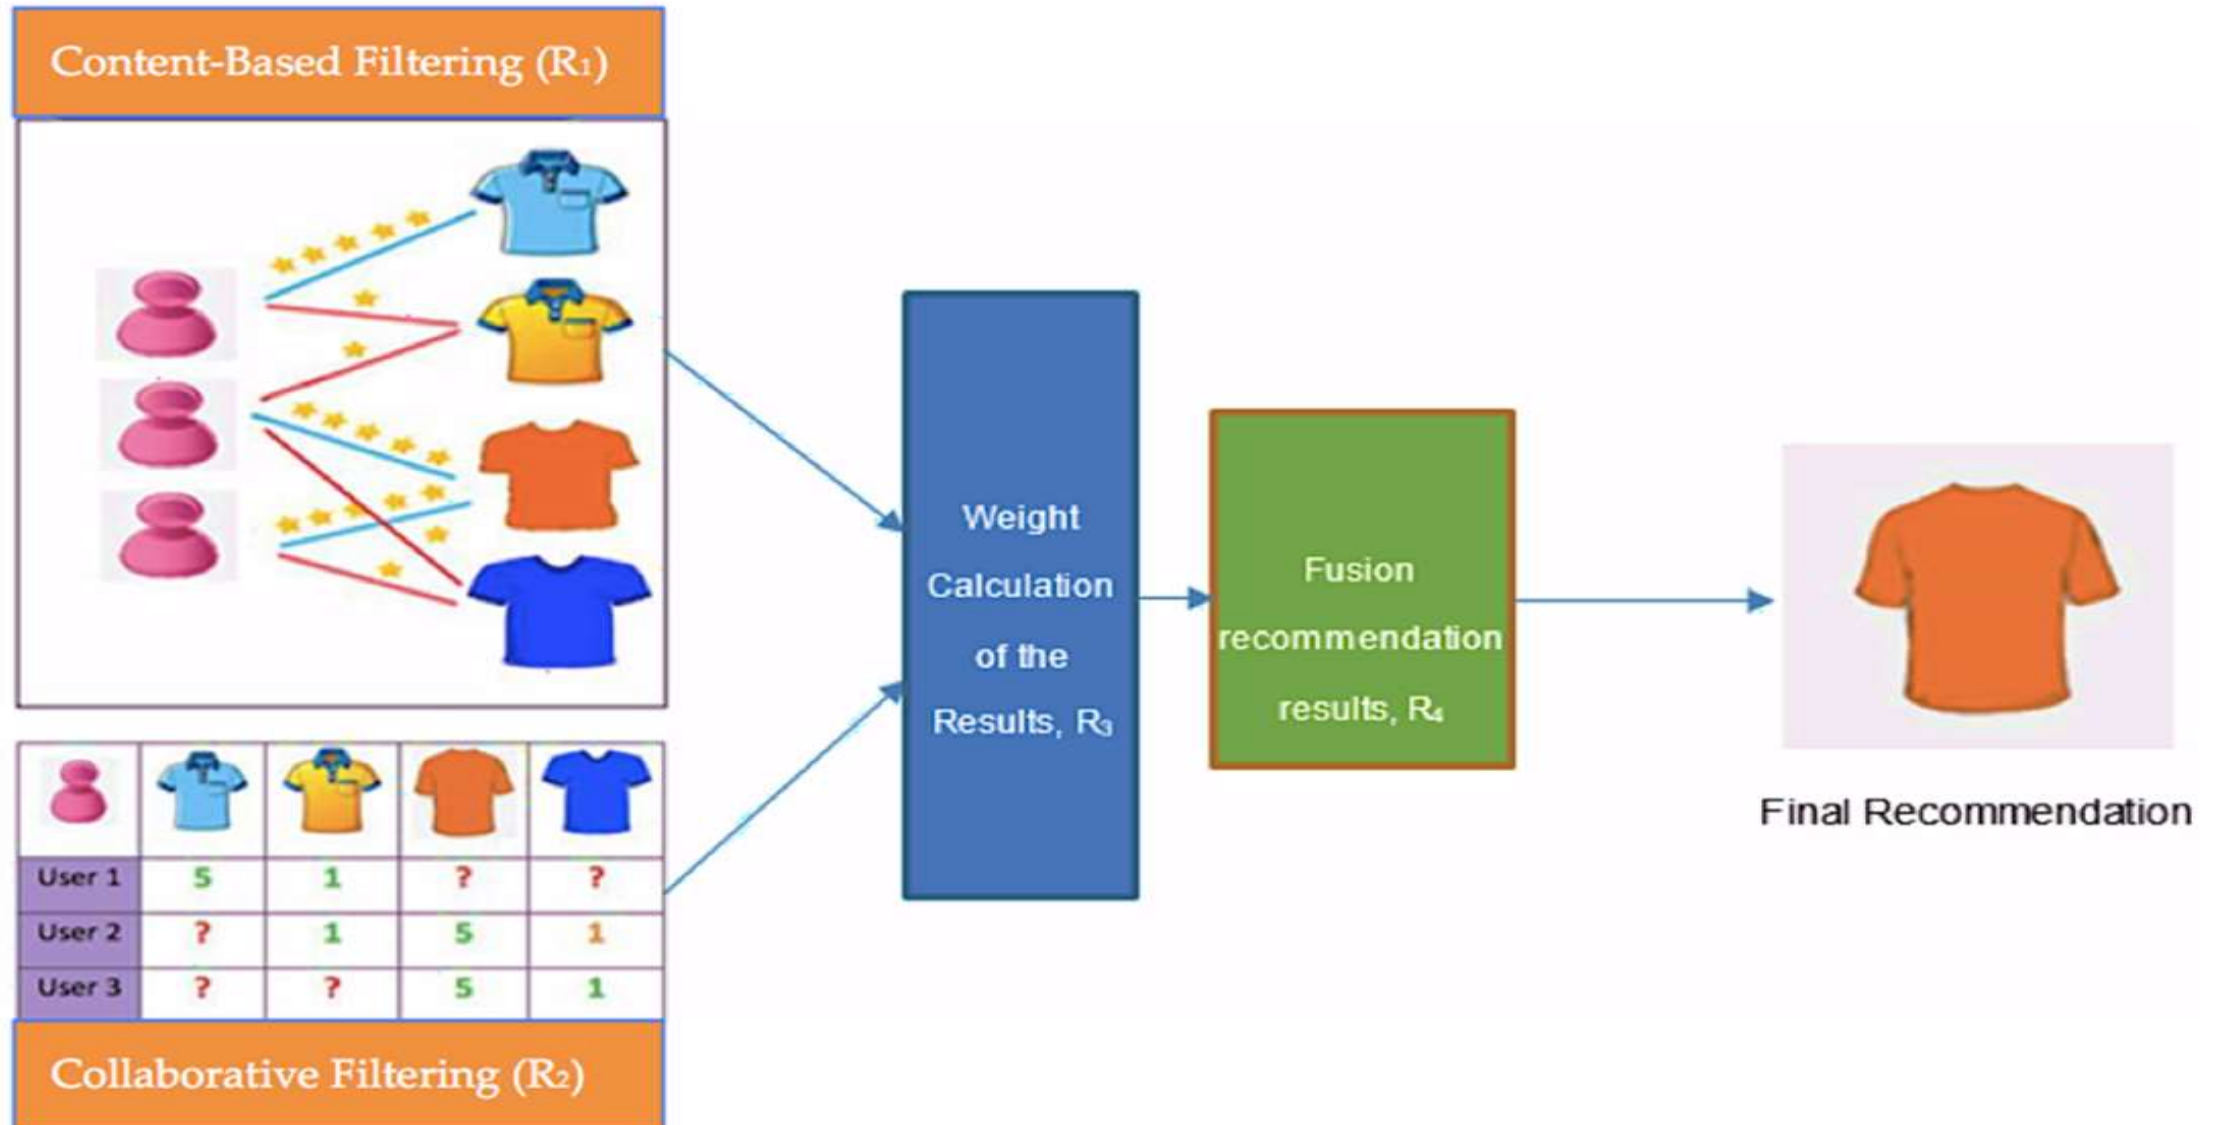 Content-Based Filtering (R₁)
User 1 5 1 ? ?
User 2 ? 1 5 1
User 3 ? ? 5 1
Collaborative Filtering (R₂)
Weight
Calculation
of the
Results, R₃
Fusion
recommendation
results, R₄
Final Recommendation